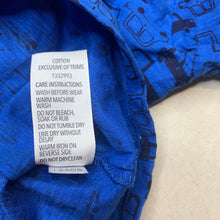 COTTON
EXCLUSIVE OF TRIMS
1332993
CARE INSTRUCTIONS
WASH BEFORE WEAR
WARM MACHINE
WASH
DO NOT BLEACH,
SOAK OR RUB
DO NOT TUMBLE DRY
LINE DRY WITHOUT
DELAY
WARM IRON ON
REVERSE SIDE
DO NOT DRYCLEAN